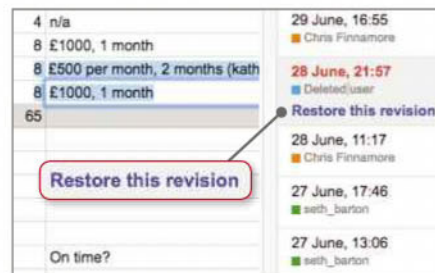 4 n/a
8 £1000, 1 month
8 £500 per month, 2 months (kath
8 £1000, 1 month
65
On time?
29 June, 16:55
Chris Finnamore
28 June, 21:57
Deleted user
Restore this revision
28 June, 11:17
Chris Finnamore
27 June, 17:46
seth_barton
27 June, 13:06
seth_barton
Restore this revision